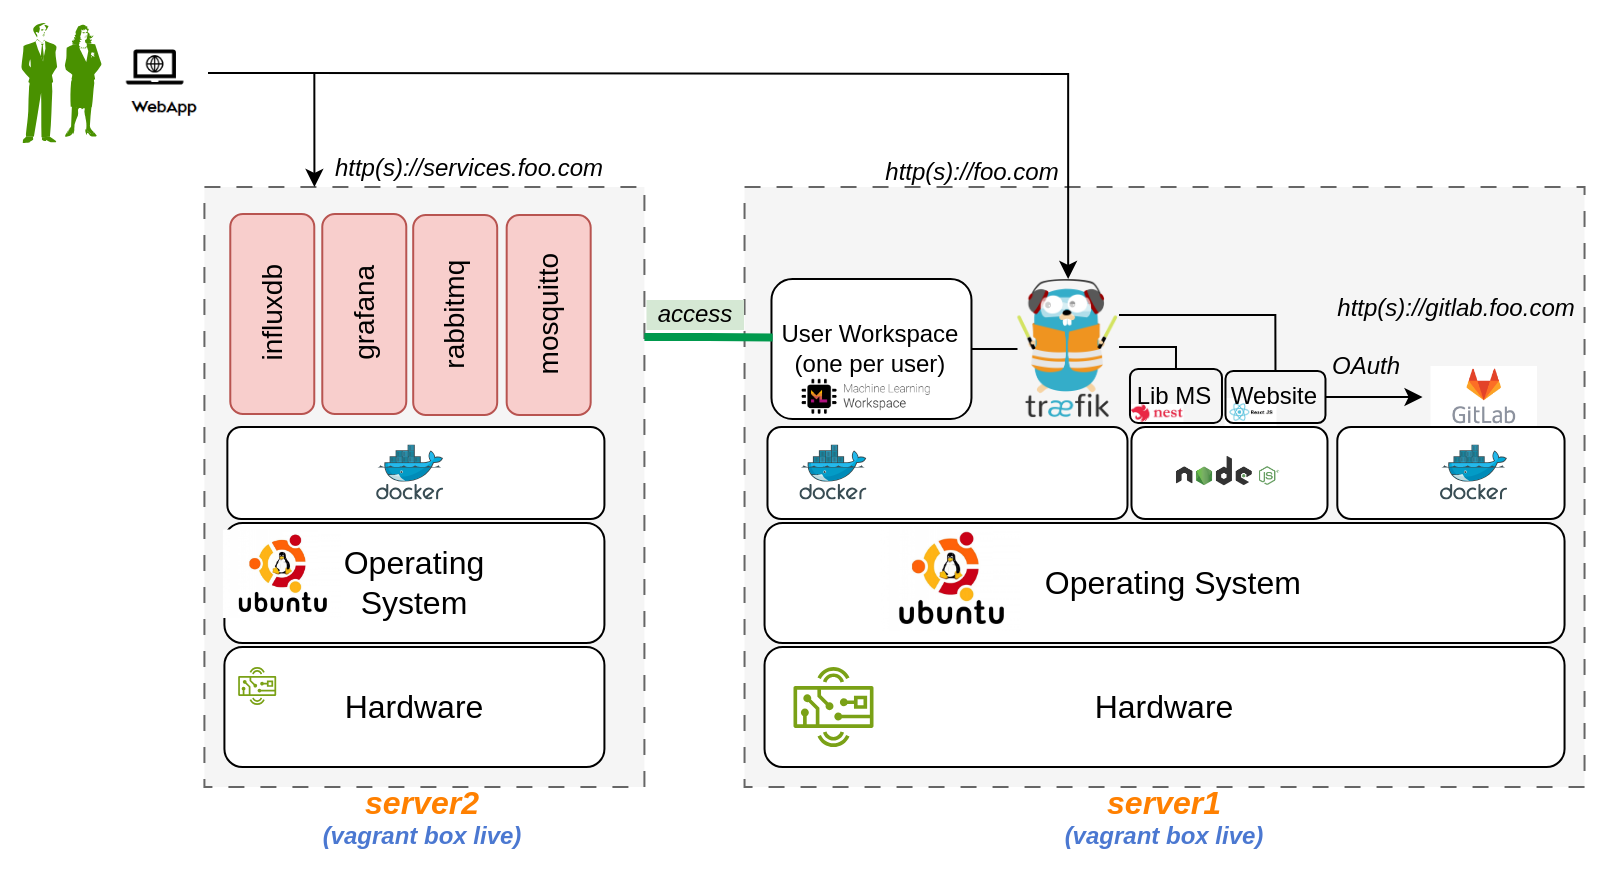 WebApp
http(s)://services.foo.com
http(s)://foo.com
influxdb
grafana
rabbitmq
mosquitto
access
User Workspace
(one per user)
Machine Learning
Workspace
træfik
http(s)://gitlab.foo.com
OAuth
Lib MS
nest
Website
React JS
GitLab
docker
docker
node
JS
docker
ubuntu
Operating
System
ubuntu
Operating System
Hardware
Hardware
server2
(vagrant box live)
server1
(vagrant box live)